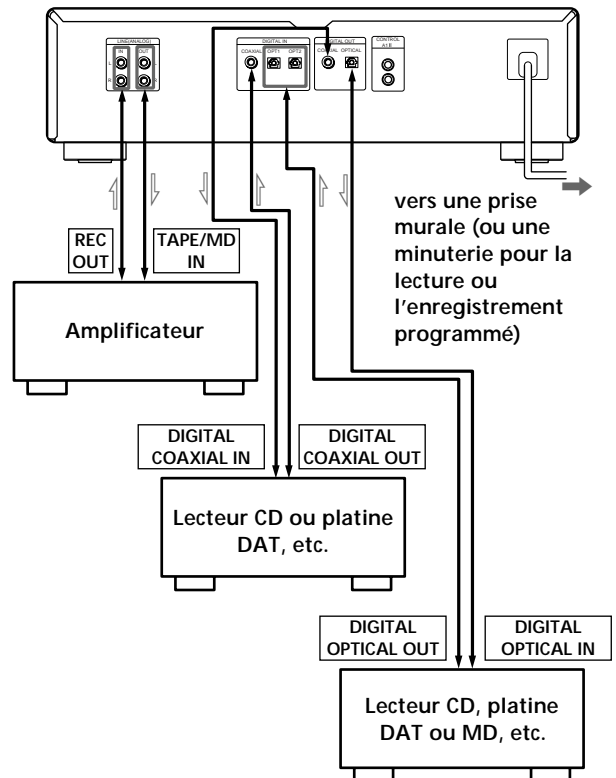 LINE(ANALOG)
IN OUT
L L
R R
DIGITAL IN
COAXIAL OPT1 OPT2
DIGITAL OUT
COAXIAL OPTICAL
CONTROL
A1II
vers une prise
murale (ou une
minuterie pour la
lecture ou
l'enregistrement
programmé)
REC
OUT
TAPE/MD
IN
Amplificateur
DIGITAL
COAXIAL IN
DIGITAL
COAXIAL OUT
Lecteur CD ou platine
DAT, etc.
DIGITAL
OPTICAL OUT
DIGITAL
OPTICAL IN
Lecteur CD, platine
DAT ou MD, etc.